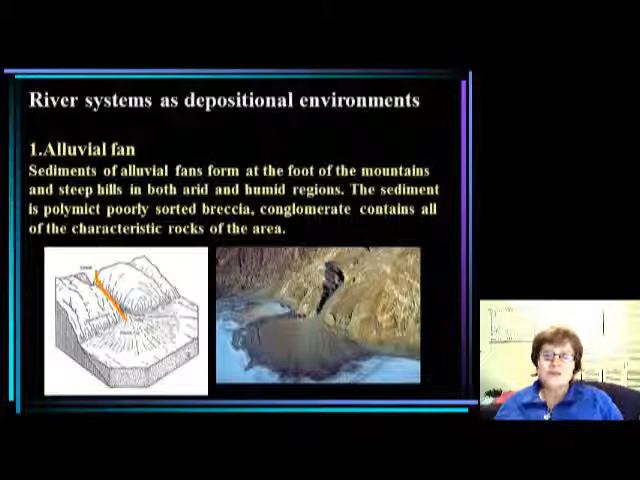 River systems as depositional environments
1.Alluvial fan
Sediments of alluvial fans form at the foot of the mountains
and steep hills in both arid and humid regions. The sediment
is polymict poorly sorted breccia, conglomerate contains all
of the characteristic rocks of the area.